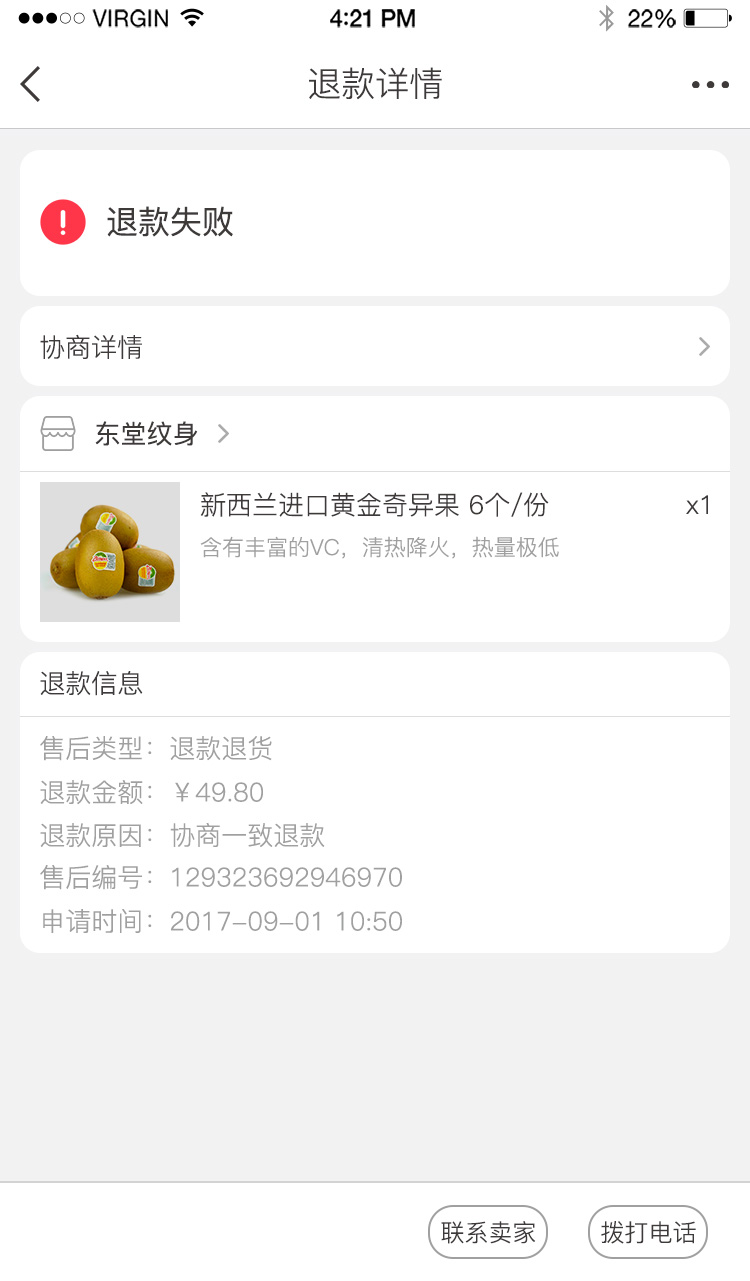 VIRGIN 4:21 PM 22%
退款详情
退款失败
协商详情
东堂纹身
新西兰进口黄金奇异果 6个/份 x1
含有丰富的VC，清热降火，热量极低
退款信息
售后类型：退款退货
退款金额：￥49.80
退款原因：协商一致退款
售后编号：129323692946970
申请时间：2017-09-01 10:50
联系卖家 拨打电话